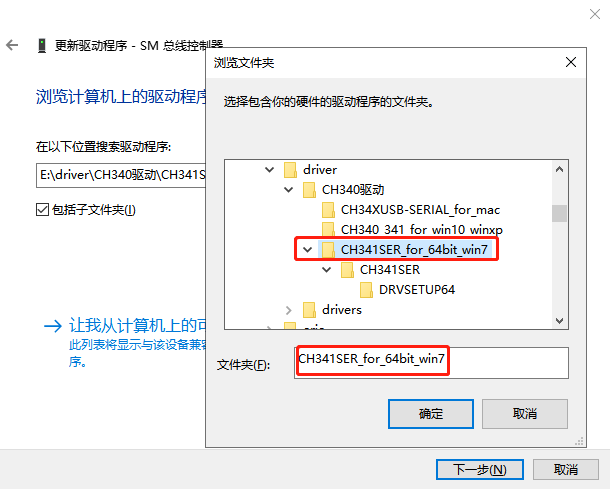 更新驱动程序 - SM 总线控制器
浏览计算机上的驱动程序
在以下位置搜索驱动程序:
E:\driver\CH340驱动\CH341S
包括子文件夹(I)
让我从计算机上的可
此列表将显示与该设备兼容
序。
浏览文件夹
选择包含你的硬件的驱动程序的文件夹。
driver
CH340驱动
CH34XUSB-SERIAL_for_mac
CH340_341_for_win10_winxp
CH341SER_for_64bit_win7
CH341SER
DRVSETUP64
drivers
文件夹(F):
CH341SER_for_64bit_win7
确定
取消
下一步(N)
取消